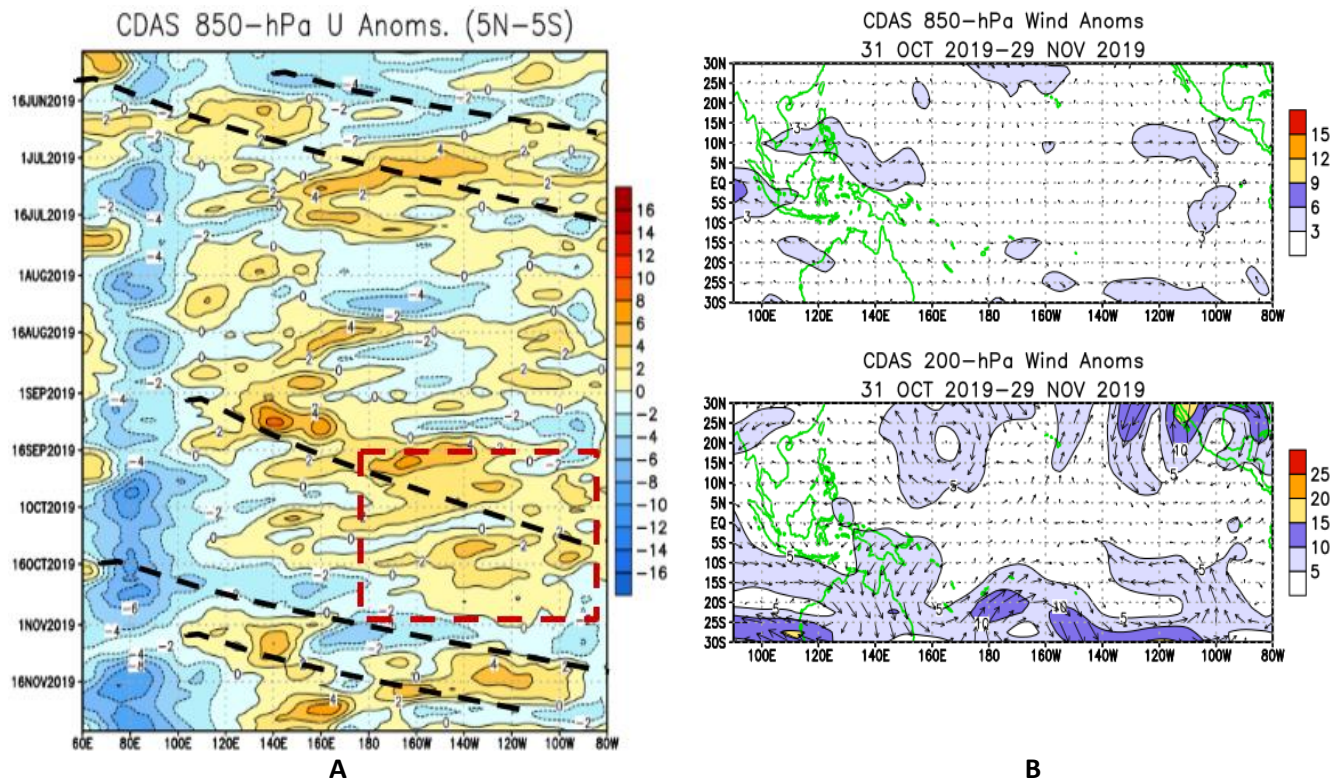 CDAS 850-hPa U Anoms. (5N-5S)
16JUN2019
1JUL2019
16JUL2019
1AUG2019
16AUG2019
1SEP2019
16SEP2019
1OCT2019
16OCT2019
1NOV2019
16NOV2019
60E 80E 100E 120E 140E 160E 180 160W 140W 120W 100W 80W
16
14
12
10
8
6
4
2
0
-2
-4
-6
-8
-10
-12
-14
-16
A
CDAS 850-hPa Wind Anoms
31 OCT 2019-29 NOV 2019
30N
25N
20N
15N
10N
5N
EQ
5S
10S
15S
20S
25S
30S
100E 120E 140E 160E 180 160W 140W 120W 100W 80W
15
12
9
6
3
CDAS 200-hPa Wind Anoms
31 OCT 2019-29 NOV 2019
30N
25N
20N
15N
10N
5N
EQ
5S
10S
15S
20S
25S
30S
100E 120E 140E 160E 180 160W 140W 120W 100W 80W
25
20
15
10
5
B